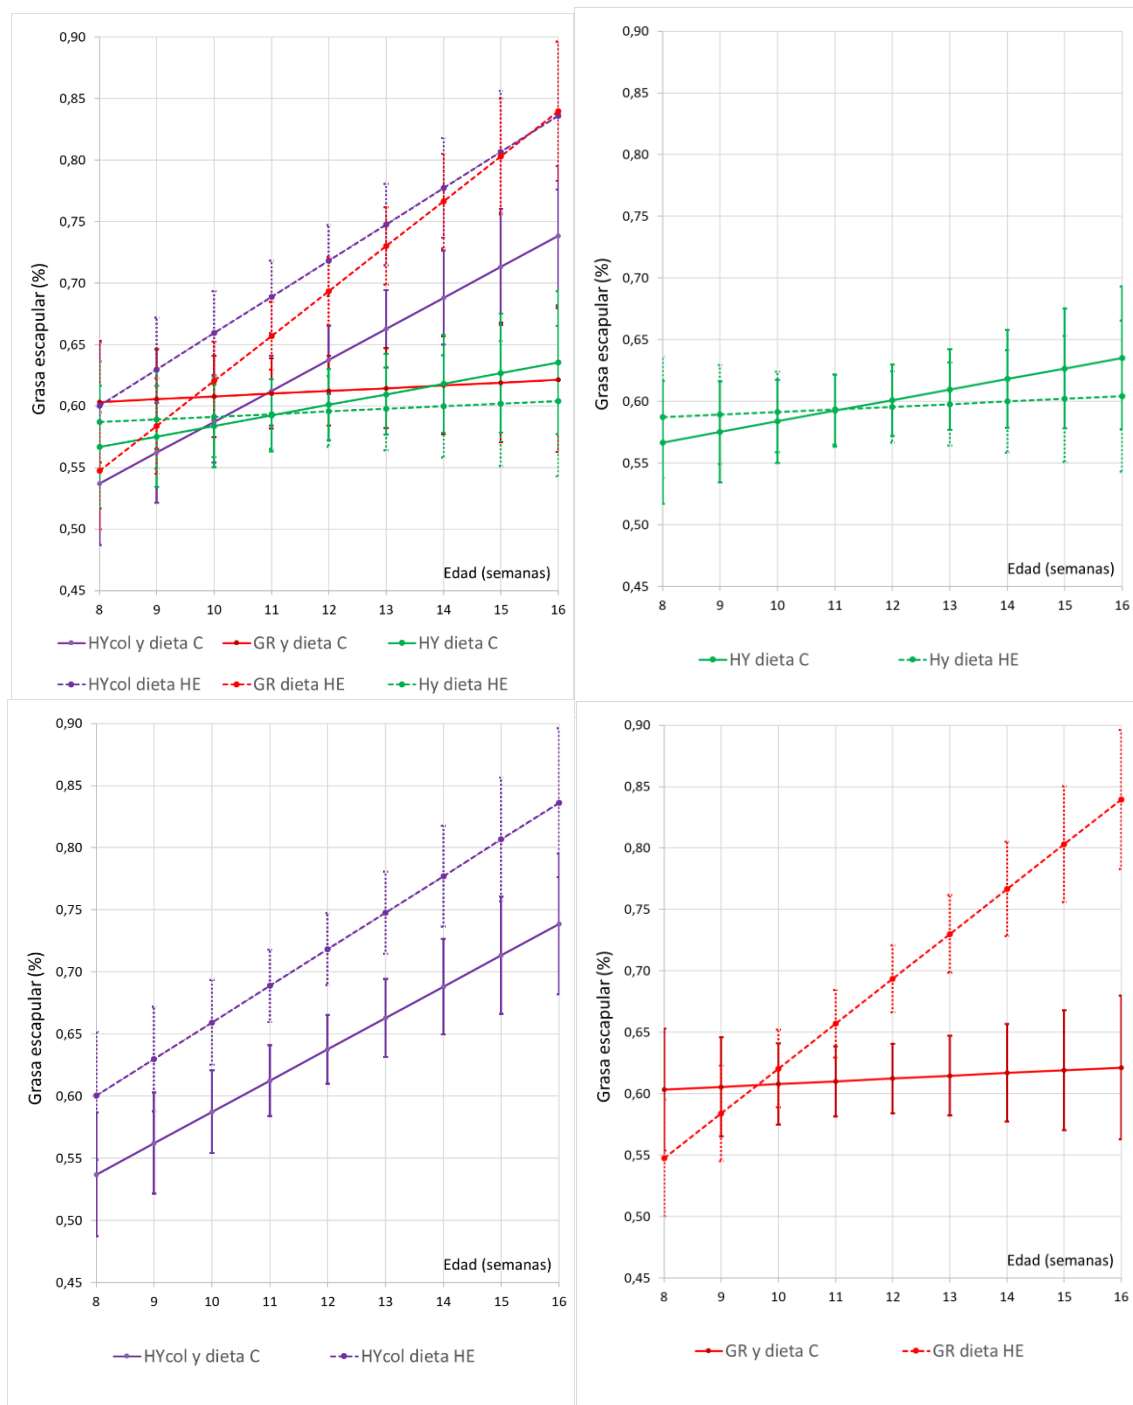 0,90
0,85
0,80
0,75
0,70
0,65
0,60
0,55
0,50
0,45
Grasa escapular (%)
Edad (semanas)
8 9 10 11 12 13 14 15 16
HYcol y dieta C GR y dieta C HY dieta C
HYcol dieta HE GR dieta HE Hy dieta HE
0,90
0,85
0,80
0,75
0,70
0,65
0,60
0,55
0,50
0,45
Grasa escapular (%)
Edad (semanas)
8 9 10 11 12 13 14 15 16
HY dieta C Hy dieta HE
0,90
0,85
0,80
0,75
0,70
0,65
0,60
0,55
0,50
0,45
Grasa escapular (%)
Edad (semanas)
8 9 10 11 12 13 14 15 16
HYcol y dieta C HYcol dieta HE
0,90
0,85
0,80
0,75
0,70
0,65
0,60
0,55
0,50
0,45
Grasa escapular (%)
Edad (semanas)
8 9 10 11 12 13 14 15 16
GR y dieta C GR dieta HE